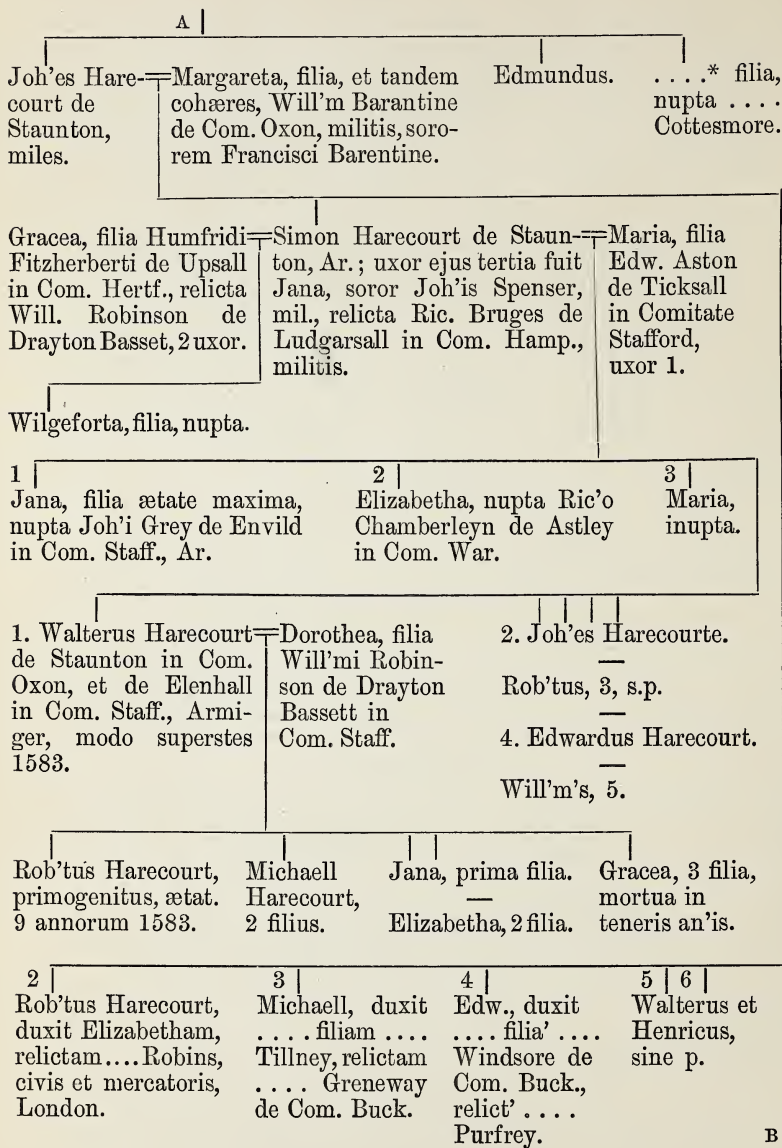 A
Joh'es Hare-
court de
Staunton,
miles.
Margareta, filia, et tandem
cohæres, Will'm Barantine
de Com. Oxon, militis, soro-
rem Francisci Barentine.
Edmundus.
. . . .* filia,
nupta . . . .
Cottesmore.
Gracea, filia Humfridi
Fitzherberti de Upsall
in Com. Hertf., relicta
Will. Robinson de
Drayton Basset, 2 uxor.
Simon Harecourt de Staun-
ton, Ar.; uxor ejus tertia fuit
Jana, soror Joh'is Spenser,
mil., relicta Ric. Bruges de
Ludgarsall in Com. Hamp.,
militis.
Maria, filia
Edw. Aston
de Ticksall
in Comitate
Stafford,
uxor 1.
Wilgeforta, filia, nupta.
1
Jana, filia ætate maxima,
nupta Joh'i Grey de Envild
in Com. Staff., Ar.
2
Elizabetha, nupta Ric'o
Chamberleyn de Astley
in Com. War.
3
Maria,
inupta.
1. Walterus Harecourt
de Staunton in Com.
Oxon, et de Elenhall
in Com. Staff., Armi-
ger, modo superstes
1583.
Dorothea, filia
Will'mi Robin-
son de Drayton
Bassett in
Com. Staff.
2. Joh'es Harecourte.
Rob'tus, 3, s.p.
4. Edwardus Harecourt.
Will'm's, 5.
Rob'tus Harecourt,
primogenitus, ætat.
9 annorum 1583.
Michaell
Harecourt,
2 filius.
Jana, prima filia.
Elizabetha, 2 filia.
Gracea, 3 filia,
mortua in
teneris an'is.
2
Rob'tus Harecourt,
duxit Elizabetham,
relictam....Robins,
civis et mercatoris,
London.
3
Michaell, duxit
. . . . filiam . . . .
Tillney, relictam
. . . . Greneway
de Com. Buck.
4
Edw., duxit
. . . . filia' . . . .
Windsore de
Com. Buck.,
relict' . . . .
Purfrey.
5 6
Walterus et
Henricus,
sine p.
B